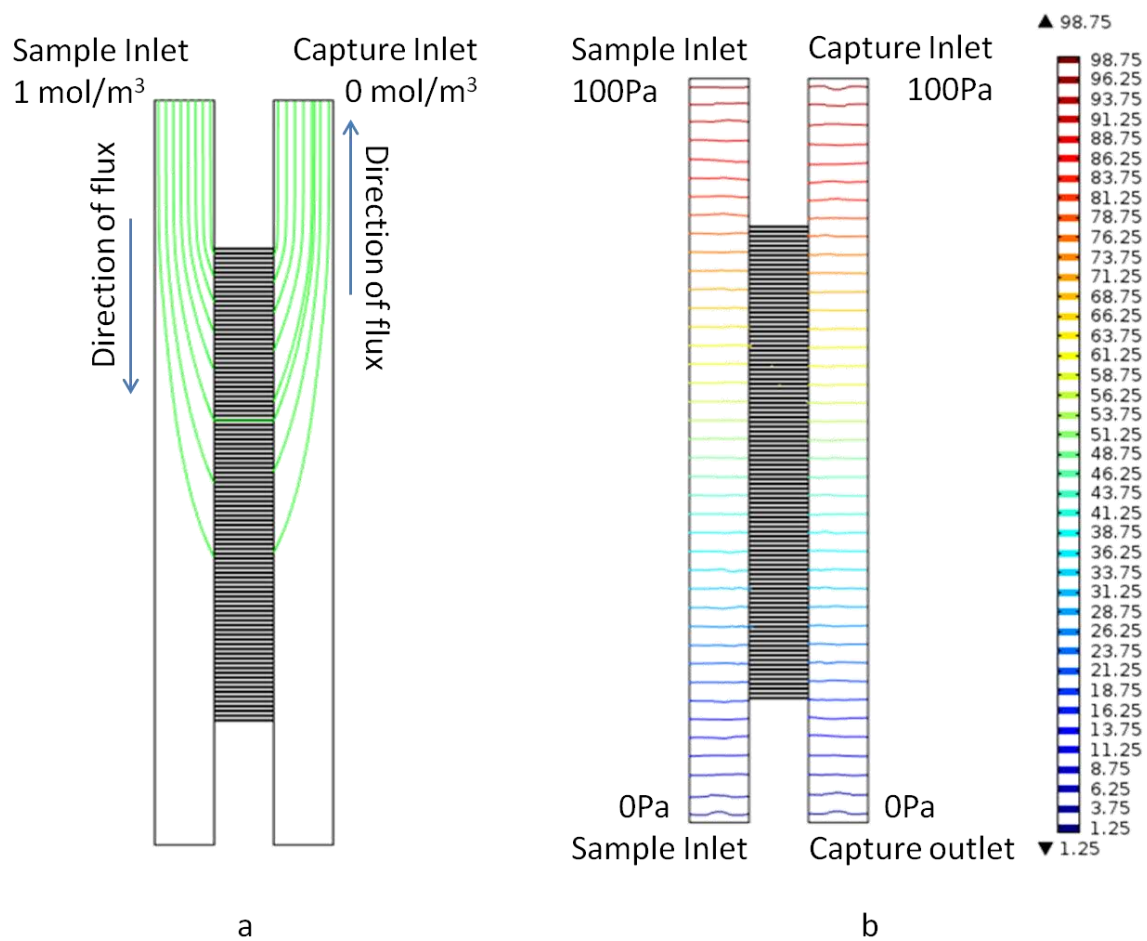 Sample Inlet
1 mol/m³
Capture Inlet
0 mol/m³
Direction of flux
Direction of flux
a
Sample Inlet
100Pa
Capture Inlet
100Pa
0Pa
Sample Inlet
0Pa
Capture outlet
b
▲ 98.75
98.75
96.25
93.75
91.25
88.75
86.25
83.75
81.25
78.75
76.25
73.75
71.25
68.75
66.25
63.75
61.25
58.75
56.25
53.75
51.25
48.75
46.25
43.75
41.25
38.75
36.25
33.75
31.25
28.75
26.25
23.75
21.25
18.75
16.25
13.75
11.25
8.75
6.25
3.75
1.25
▼ 1.25